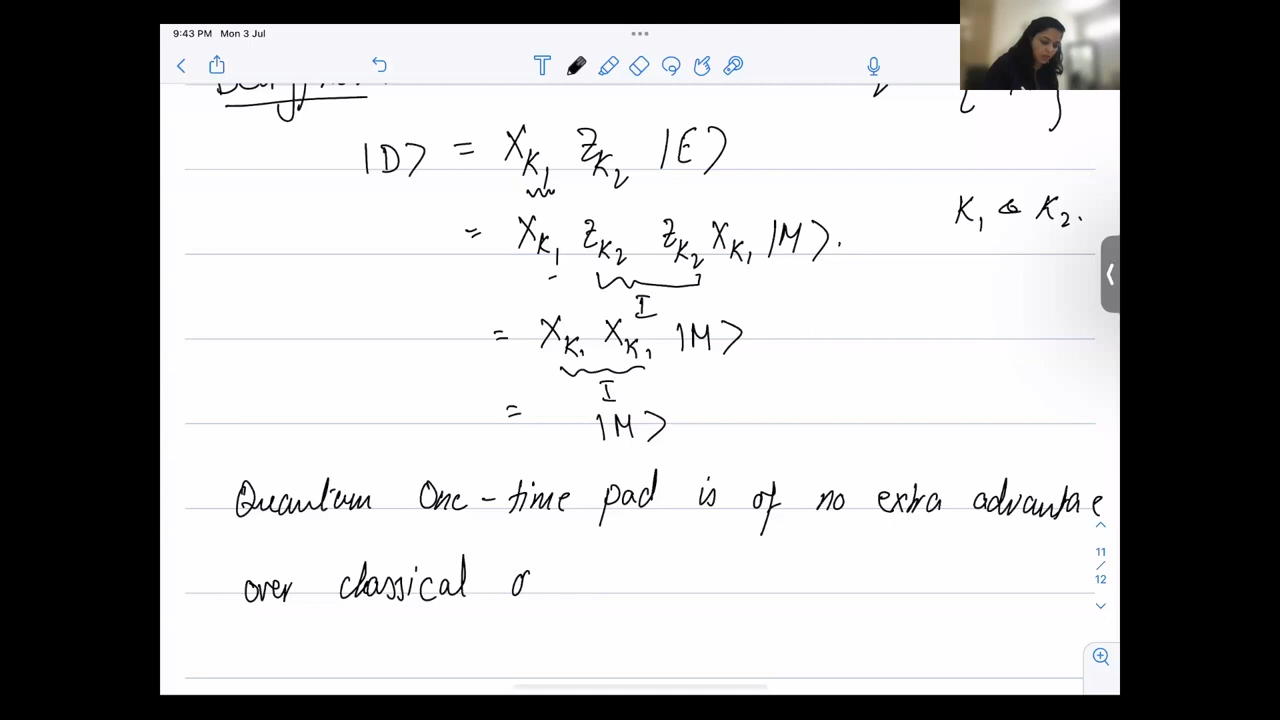 9:43 PM Mon 3 Jul
|D⟩ = X_{K_1} Z_{K_2} |E⟩
K_1 & K_2.
= X_{K_1} Z_{K_2} Z_{K_2} X_{K_1} |M⟩.
I
= X_{K_1} X_{K_1} |M⟩
I
= |M⟩
Quantum One-time pad is of no extra advantage
over classical o
11
/
12